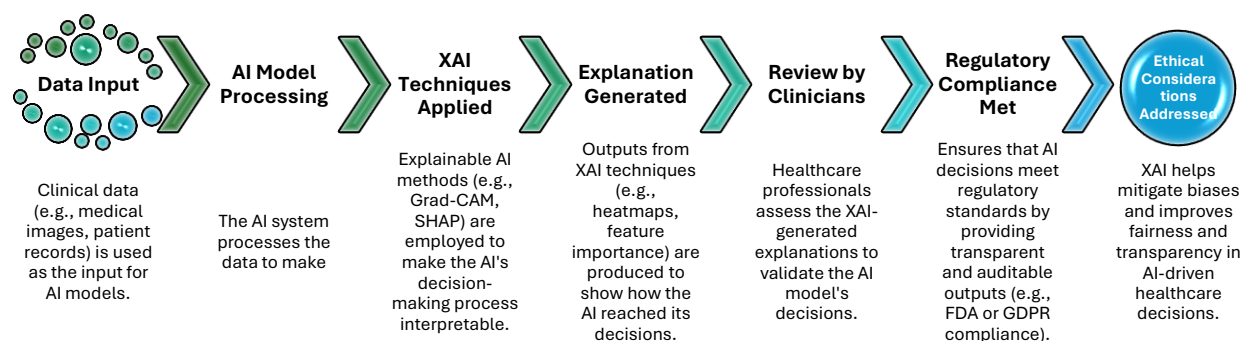 Data Input
Clinical data
(e.g., medical
images, patient
records) is used
as the input for
AI models.
AI Model
Processing
The AI system
processes the
data to make
XAI
Techniques
Applied
Explainable AI
methods (e.g.,
Grad-CAM,
SHAP) are
employed to
make the AI's
decision-
making process
interpretable.
Explanation
Generated
Outputs from
XAI techniques
(e.g.,
heatmaps,
feature
importance) are
produced to
show how the
AI reached its
decisions.
Review by
Clinicians
Healthcare
professionals
assess the XAI-
generated
explanations to
validate the AI
model's
decisions.
Regulatory
Compliance
Met
Ensures that AI
decisions meet
regulatory
standards by
providing
transparent
and auditable
outputs (e.g.,
FDA or GDPR
compliance).
Ethical
Considera
tions
Addressed
XAI helps
mitigate biases
and improves
fairness and
transparency in
AI-driven
healthcare
decisions.